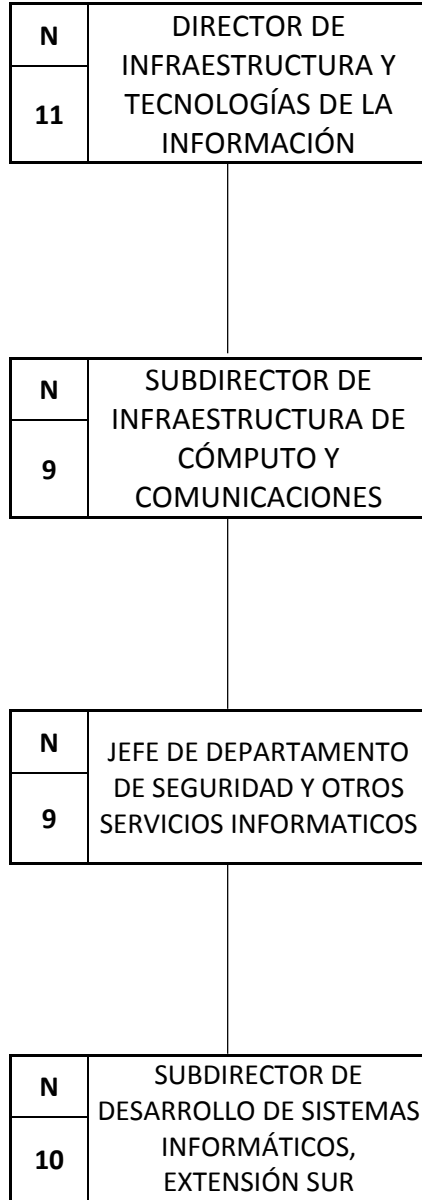 N
11
DIRECTOR DE
INFRAESTRUCTURA Y
TECNOLOGÍAS DE LA
INFORMACIÓN
N
9
SUBDIRECTOR DE
INFRAESTRUCTURA DE
CÓMPUTO Y
COMUNICACIONES
N
9
JEFE DE DEPARTAMENTO
DE SEGURIDAD Y OTROS
SERVICIOS INFORMATICOS
N
10
SUBDIRECTOR DE
DESARROLLO DE SISTEMAS
INFORMÁTICOS,
EXTENSIÓN SUR